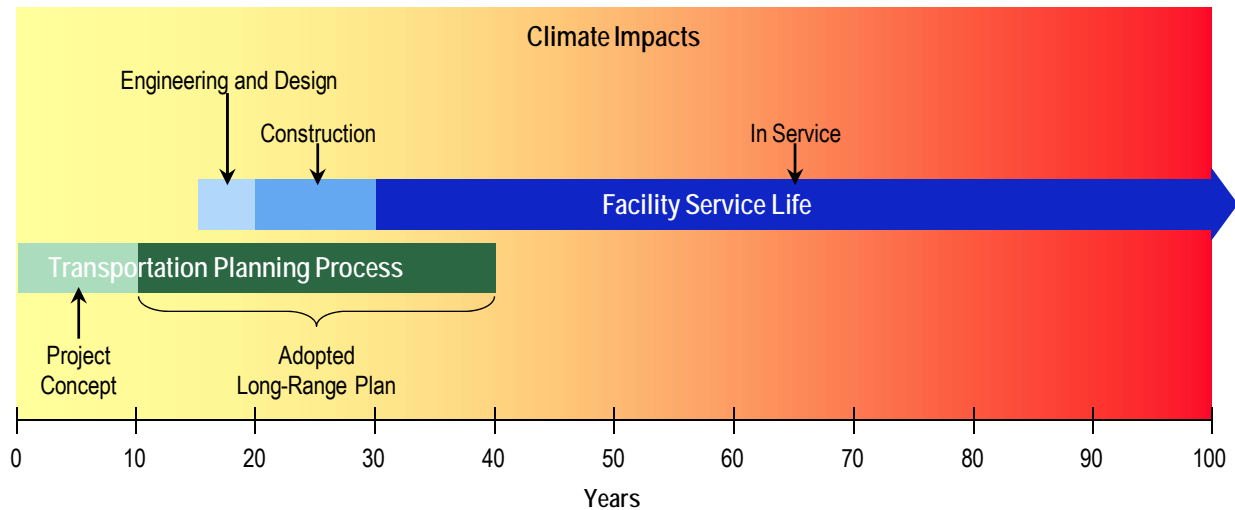 Climate Impacts
Engineering and Design
Construction
In Service
Facility Service Life
Transportation Planning Process
Project
Concept
Adopted
Long-Range Plan
0 10 20 30 40 50 60 70 80 90 100
Years